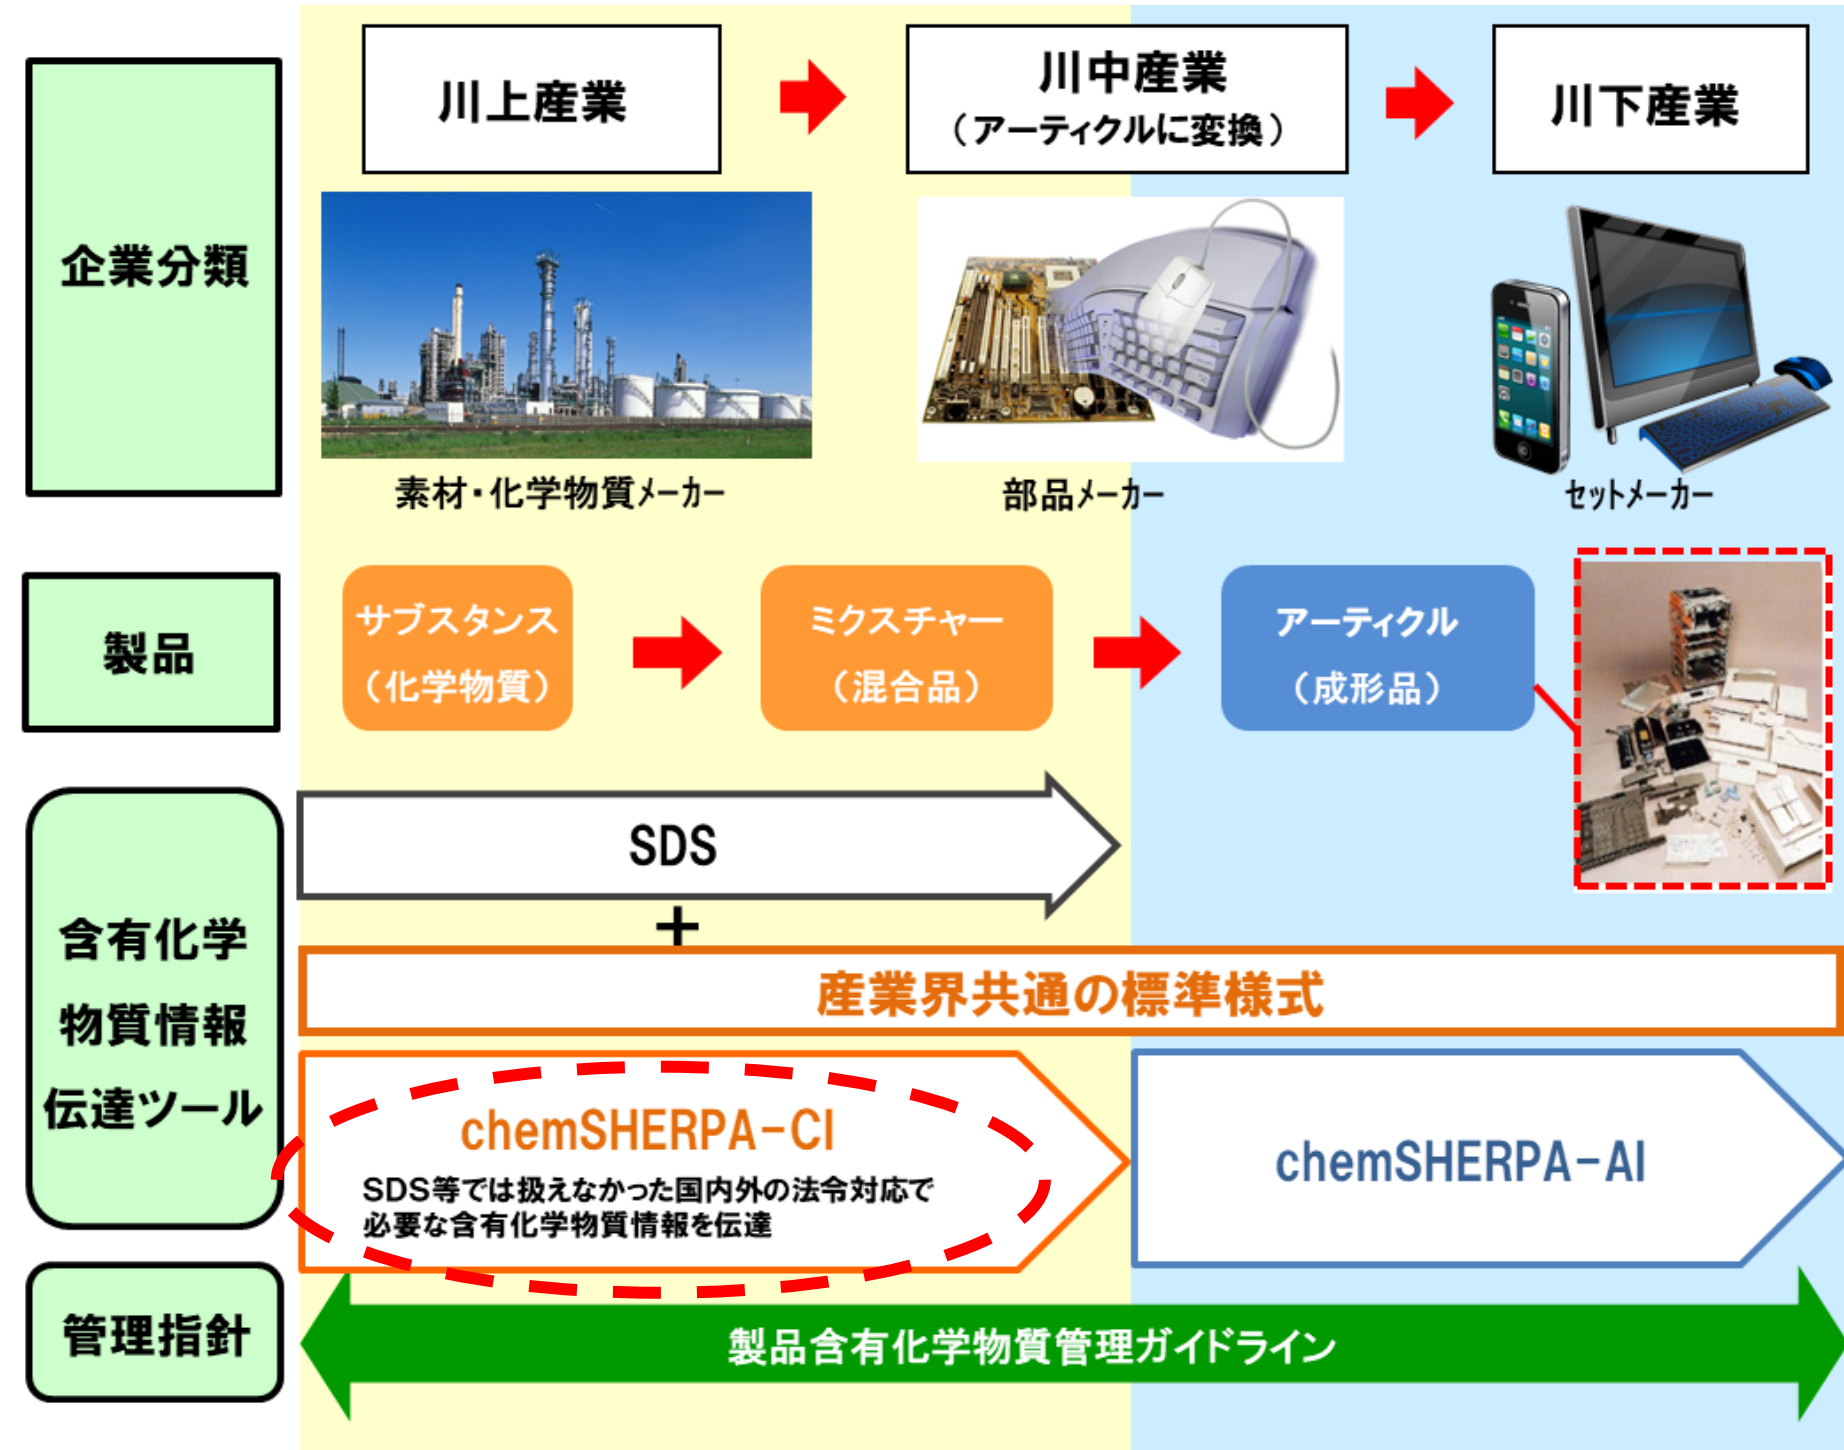 企業分類
川上産業
川中産業
（アーティクルに変換）
川下産業
素材・化学物質メーカー
部品メーカー
セットメーカー
製品
サブスタンス
（化学物質）
ミクスチャー
（混合品）
アーティクル
（成形品）
含有化学
物質情報
伝達ツール
SDS
+
産業界共通の標準様式
chemSHERPA-CI
SDS等では扱えなかった国内外の法令対応で
必要な含有化学物質情報を伝達
chemSHERPA-AI
管理指針
製品含有化学物質管理ガイドライン